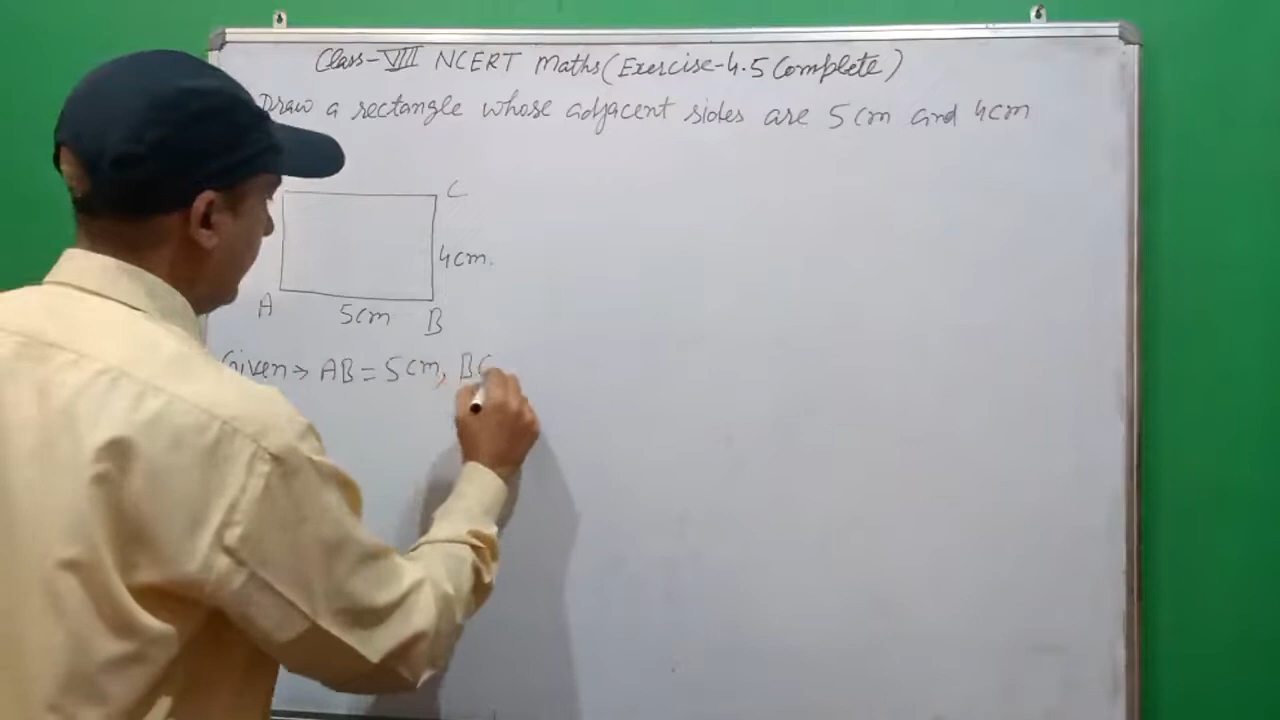 Class-VIII NCERT Maths (Exercise-4.5 Complete)
Draw a rectangle whose adjacent sides are 5cm and 4cm
C
4cm.
A 5cm B
Given → AB = 5cm, BC